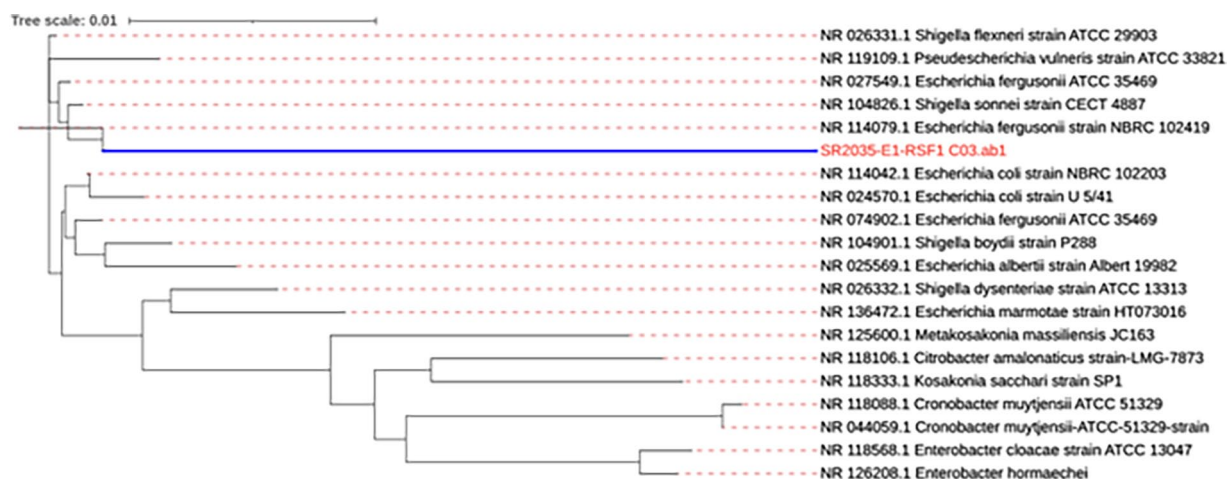 Tree scale: 0.01
NR 026331.1 Shigella flexneri strain ATCC 29903
NR 119109.1 Pseudescherichia vulneris strain ATCC 33821
NR 027549.1 Escherichia fergusonii ATCC 35469
NR 104826.1 Shigella sonnei strain CECT 4887
NR 114079.1 Escherichia fergusonii strain NBRC 102419
SR2035-E1-RSF1 C03.ab1
NR 114042.1 Escherichia coli strain NBRC 102203
NR 024570.1 Escherichia coli strain U 5/41
NR 074902.1 Escherichia fergusonii ATCC 35469
NR 104901.1 Shigella boydii strain P288
NR 025569.1 Escherichia albertii strain Albert 19982
NR 026332.1 Shigella dysenteriae strain ATCC 13313
NR 136472.1 Escherichia marmotae strain HT073016
NR 125600.1 Metakosakonia massiliensis JC163
NR 118106.1 Citrobacter amalonaticus strain-LMG-7873
NR 118333.1 Kosakonia sacchari strain SP1
NR 118088.1 Cronobacter muytjensii ATCC 51329
NR 044059.1 Cronobacter muytjensii-ATCC-51329-strain
NR 118568.1 Enterobacter cloacae strain ATCC 13047
NR 126208.1 Enterobacter hormaechei